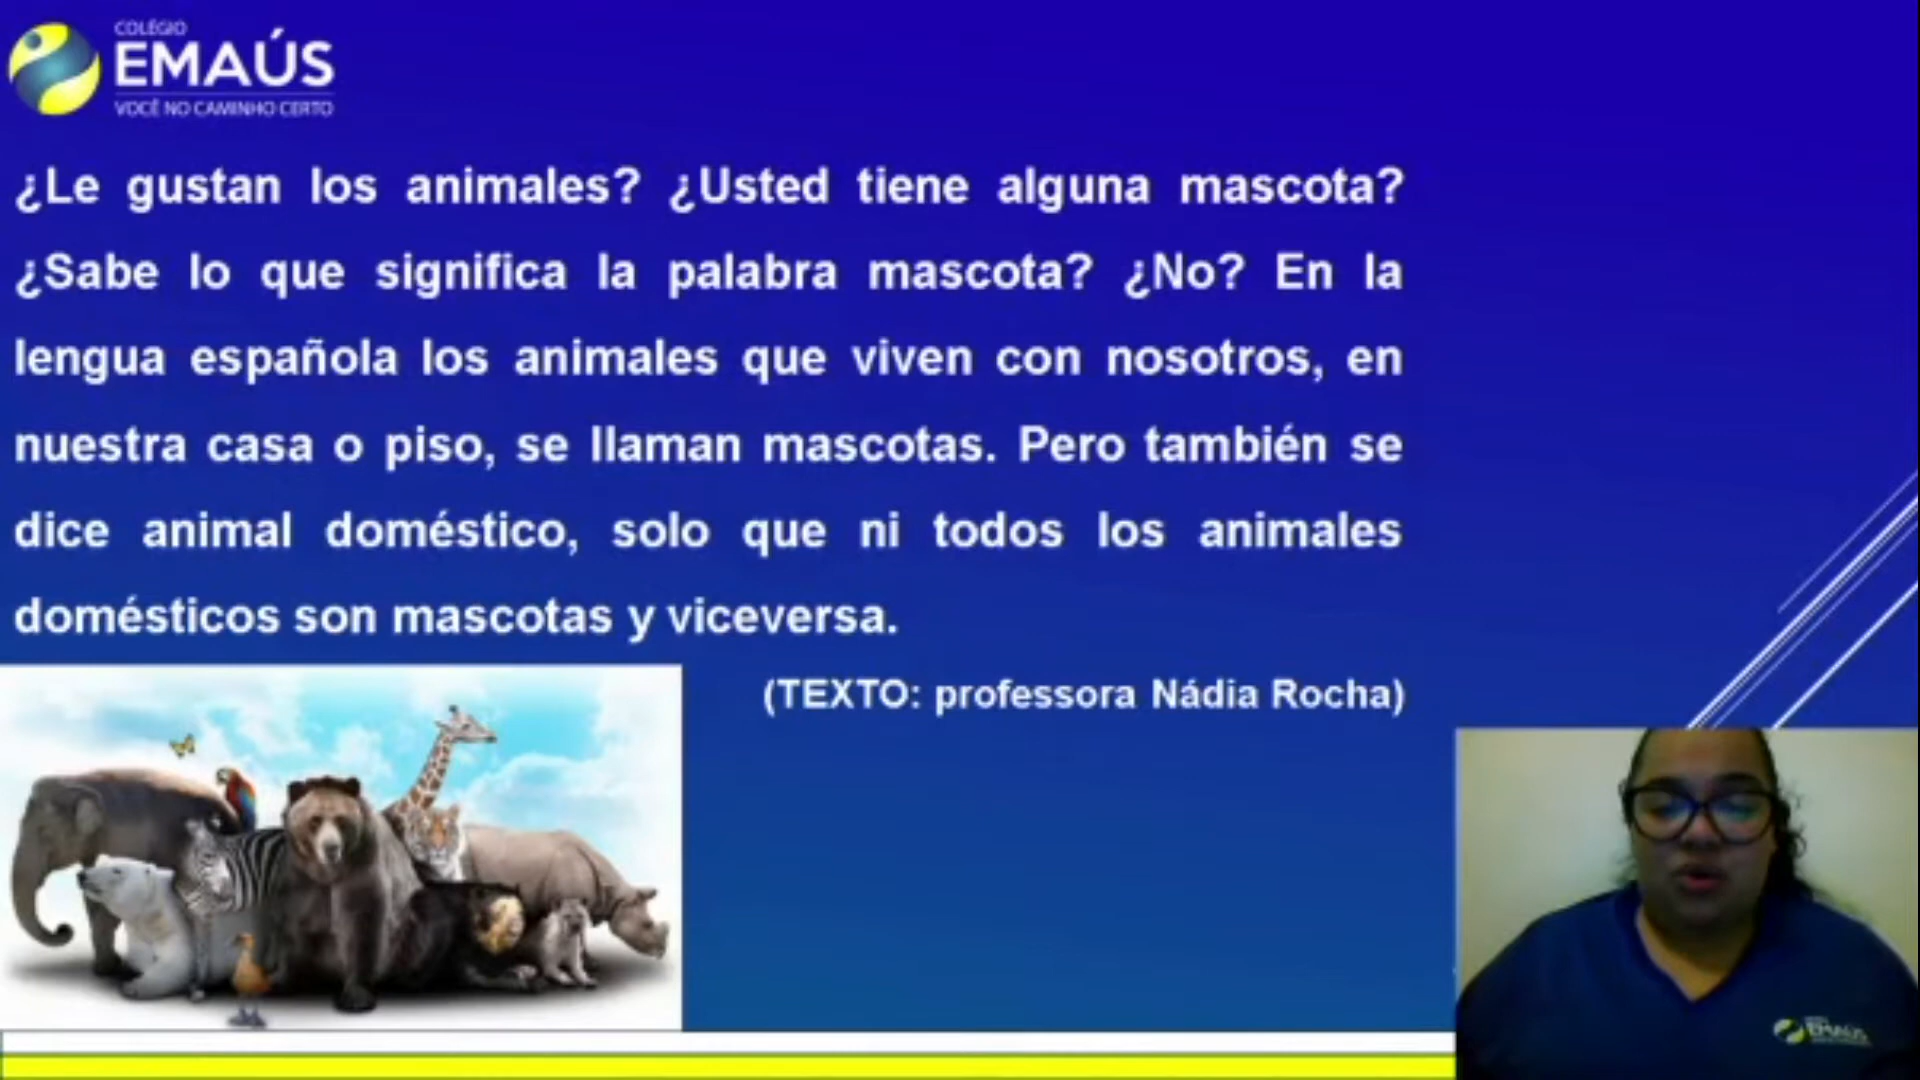 COLÉGIO
EMAÚS
VOCÊ NO CAMINHO CERTO
¿Le gustan los animales? ¿Usted tiene alguna mascota?
¿Sabe lo que significa la palabra mascota? ¿No? En la
lengua española los animales que viven con nosotros, en
nuestra casa o piso, se llaman mascotas. Pero también se
dice animal doméstico, solo que ni todos los animales
domésticos son mascotas y viceversa.
(TEXTO: professora Nádia Rocha)
EMAÚS